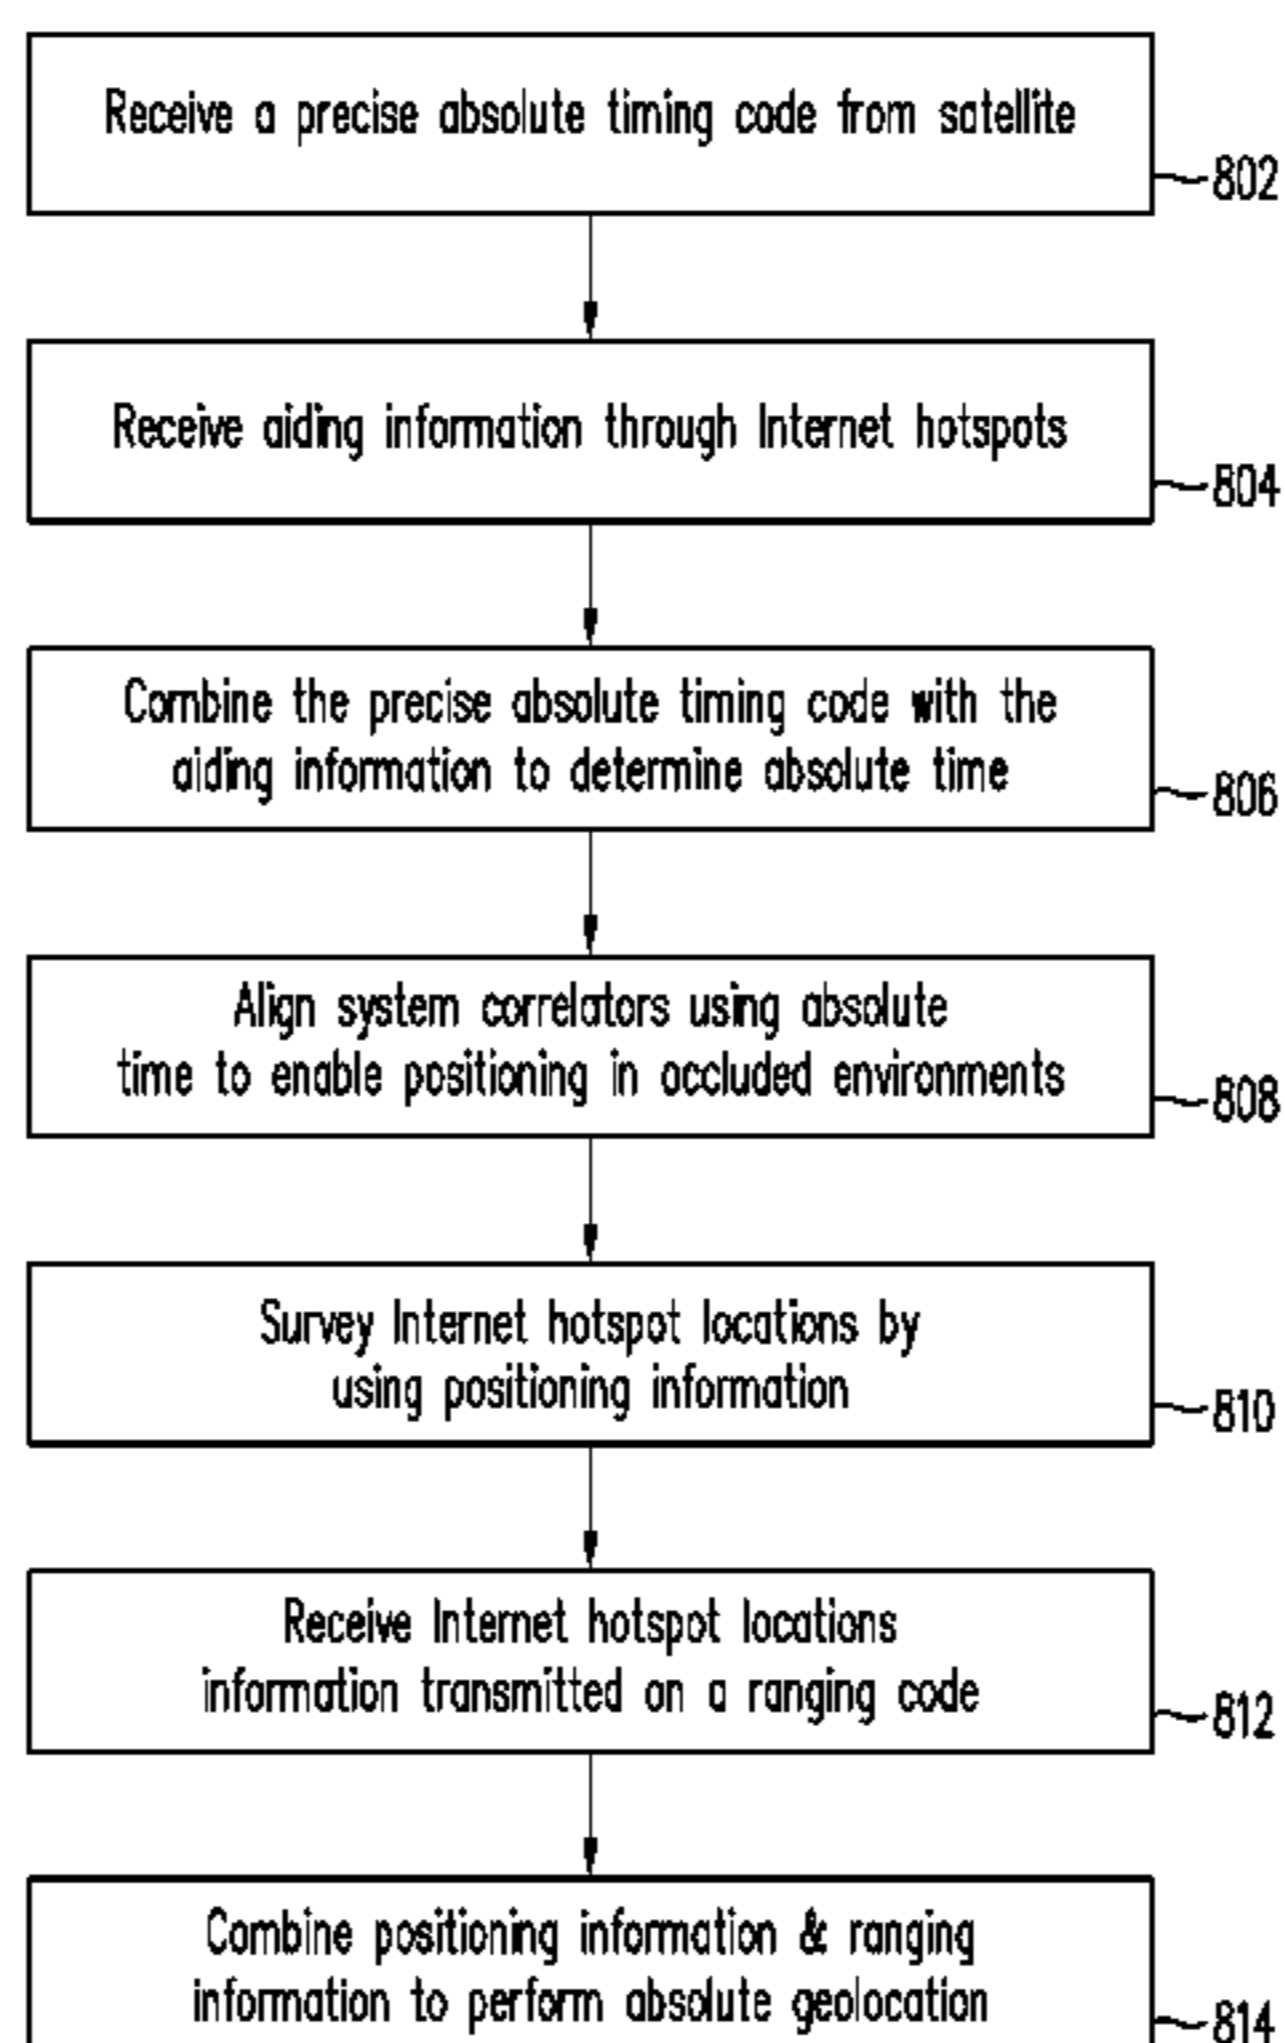 Receive a precise absolute timing code from satellite
802
Receive aiding information through Internet hotspots
804
Combine the precise absolute timing code with the
aiding information to determine absolute time
806
Align system correlators using absolute
time to enable positioning in occluded environments
808
Survey Internet hotspot locations by
using positioning information
810
Receive Internet hotspot locations
information transmitted on a ranging code
812
Combine positioning information & ranging
information to perform absolute geolocation
814